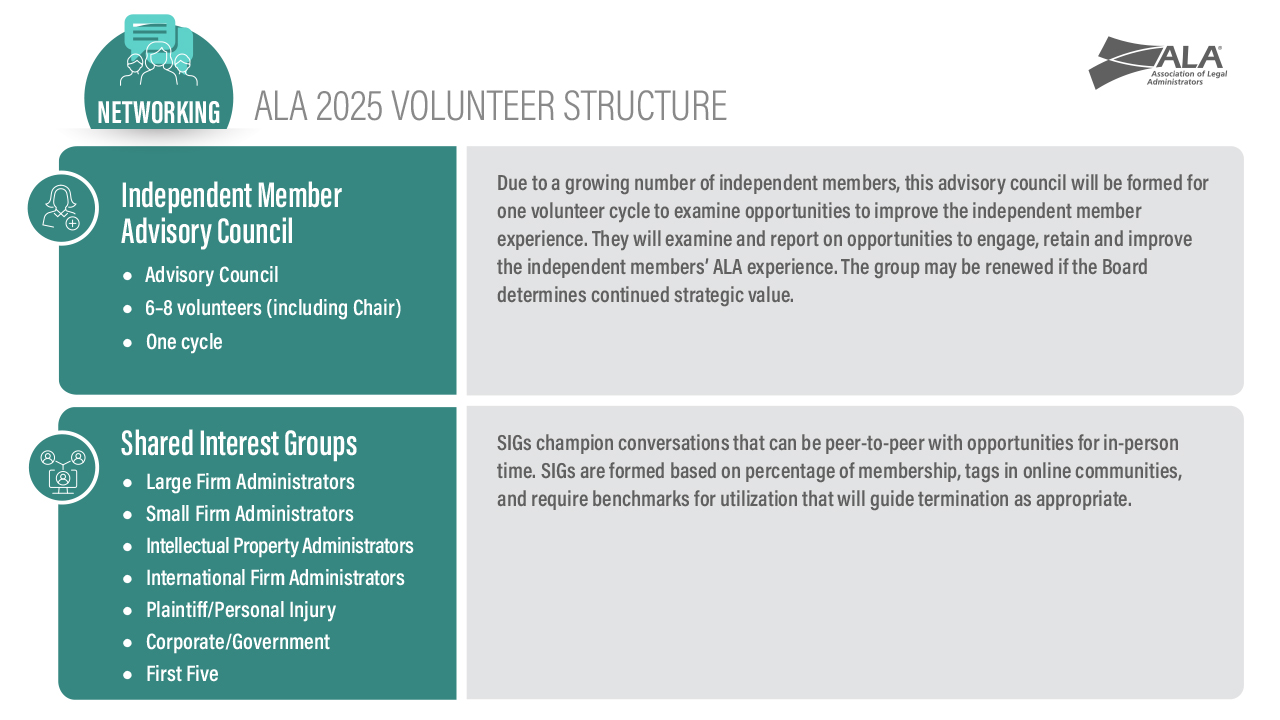 NETWORKING
ALA 2025 VOLUNTEER STRUCTURE
ALA®
Association of Legal
Administrators
Independent Member
Advisory Council
● Advisory Council
● 6–8 volunteers (including Chair)
● One cycle
Due to a growing number of independent members, this advisory council will be formed for
one volunteer cycle to examine opportunities to improve the independent member
experience. They will examine and report on opportunities to engage, retain and improve
the independent members’ ALA experience. The group may be renewed if the Board
determines continued strategic value.
Shared Interest Groups
● Large Firm Administrators
● Small Firm Administrators
● Intellectual Property Administrators
● International Firm Administrators
● Plaintiff/Personal Injury
● Corporate/Government
● First Five
SIGs champion conversations that can be peer-to-peer with opportunities for in-person
time. SIGs are formed based on percentage of membership, tags in online communities,
and require benchmarks for utilization that will guide termination as appropriate.